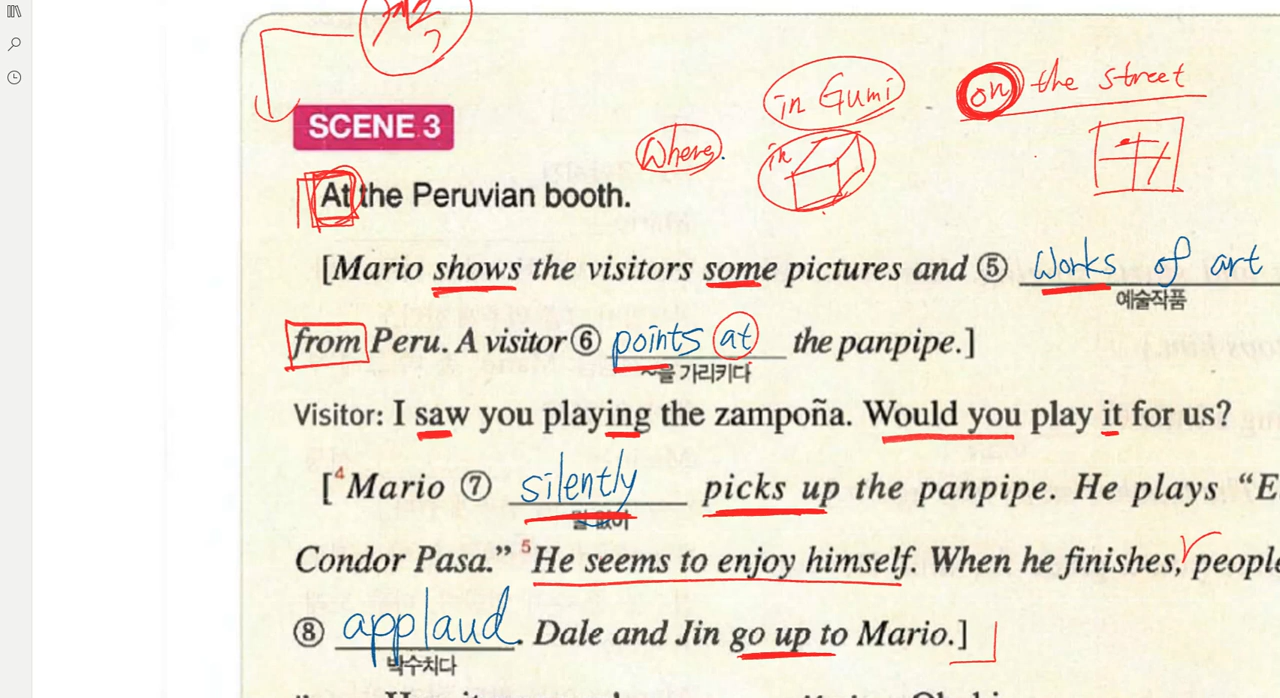 in Gumi
on the street
SCENE 3
Where.
in
At the Peruvian booth.
[Mario shows the visitors some pictures and ⑤ works of art
예술작품
from Peru. A visitor ⑥ points at the panpipe.]
~을 가리키다
Visitor: I saw you playing the zampoña. Would you play it for us?
[4Mario ⑦ silently picks up the panpipe. He plays “E
말 없이
Condor Pasa.” 5He seems to enjoy himself. When he finishes, people
⑧ applaud. Dale and Jin go up to Mario.]
박수치다